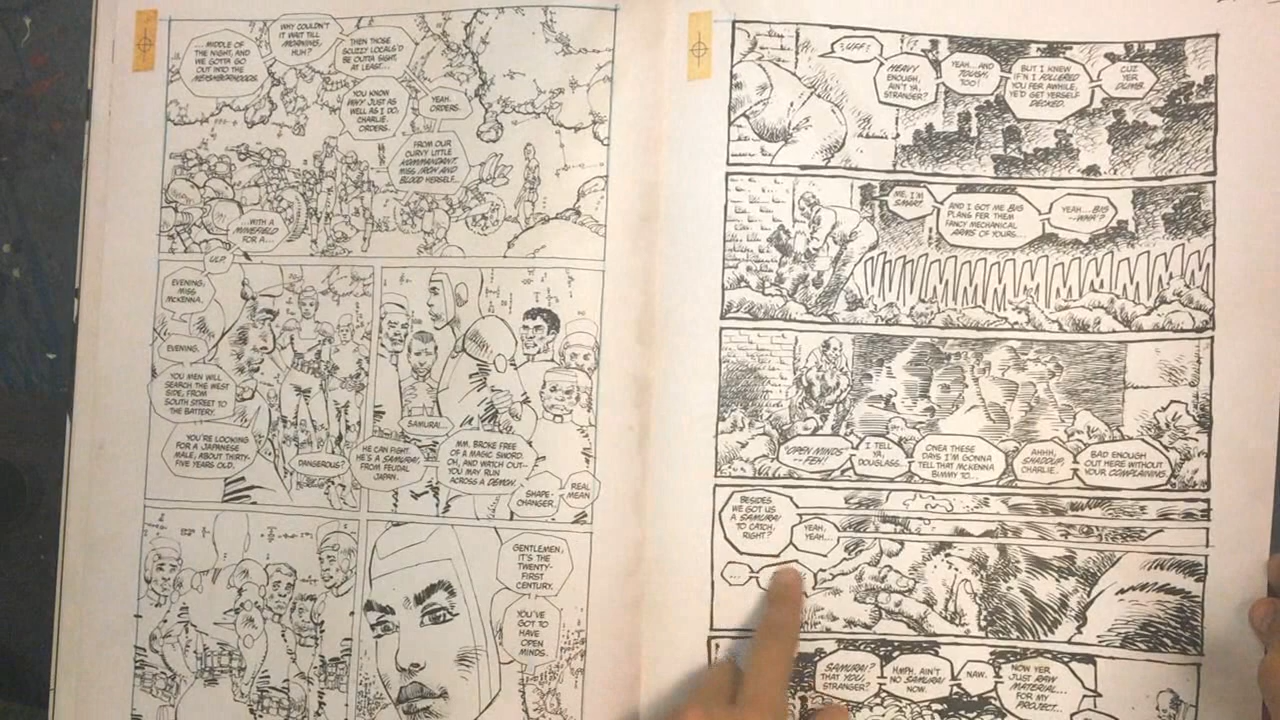 ...MIDDLE OF
THE NIGHT, AND
WE GOTTA GO
OUT INTO THE
NEIGHBORHOODS.
WHY COULDN'T
IT WAIT TILL
MORNING,
HUH?
THEN THOSE
SCUZZY LOCALS'D
BE OUTTA SIGHT,
AT LEAST...
YOU KNOW
WHY JUST AS
WELL AS I DO,
CHARLIE.
ORDERS.
YEAH.
ORDERS.
FROM OUR
CURVY LITTLE
KOMMANDANT,
MISS IRON AND
BLOOD HERSELF...
...WITH A
MINEFIELD
FOR A...
ULP!
EVENING,
MISS
McKENNA.
EVENING.
YOU MEN WILL
SEARCH THE WEST
SIDE, FROM
SOUTH STREET TO
THE BATTERY.
YOU'RE LOOKING
FOR A JAPANESE
MALE, ABOUT THIRTY-
FIVE YEARS OLD.
DANGEROUS?
SAMURAI...
HE CAN FIGHT.
HE'S A SAMURAI,
FROM FEUDAL
JAPAN.
MM. BROKE FREE
OF A MAGIC SWORD.
OH, AND WATCH OUT--
YOU MAY RUN
ACROSS A DEMON.
SHAPE-
CHANGER.
REAL
MEAN
GENTLEMEN,
IT'S THE
TWENTY-
FIRST
CENTURY.
YOU'VE
GOT TO
HAVE
OPEN
MINDS.
HEAVY
ENOUGH,
AIN'T YA,
STRANGER?
YEAH... AND
TOUGH,
TOO!
BUT I KNEW
IF'N I FOLLERED
YOU FER AWHILE,
YE'D GET YERSELF
DECKED.
CUZ
YER
DUMB.
ME, I'M
SMART.
AND I GOT ME BIG
PLANS FER THEM
FANCY MECHANICAL
ARMS OF YOURS...
YEAH... BIG
--WHA'?
MMMMMMMMM
"OPEN MINDS"
-- FEH!
I TELL
YA,
DOUGLASS,
ONEA THESE
DAYS I'M GONNA
TELL THAT McKENNA
BIMMY TO...
AHHH,
SHADDUP,
CHARLIE.
BAD ENOUGH
OUT HERE WITHOUT
YOUR COMPLAINING.
BESIDES
WE GOT US
A SAMURAI
TO CATCH,
RIGHT?
YEAH,
YEAH...
...
SAMURAI?
THAT YOU,
STRANGER?
HMPH. AIN'T
NO SAMURAI
NOW.
NAW.
NOW YER
JUST RAW
MATERIAL...
FOR MY
PROJECT...